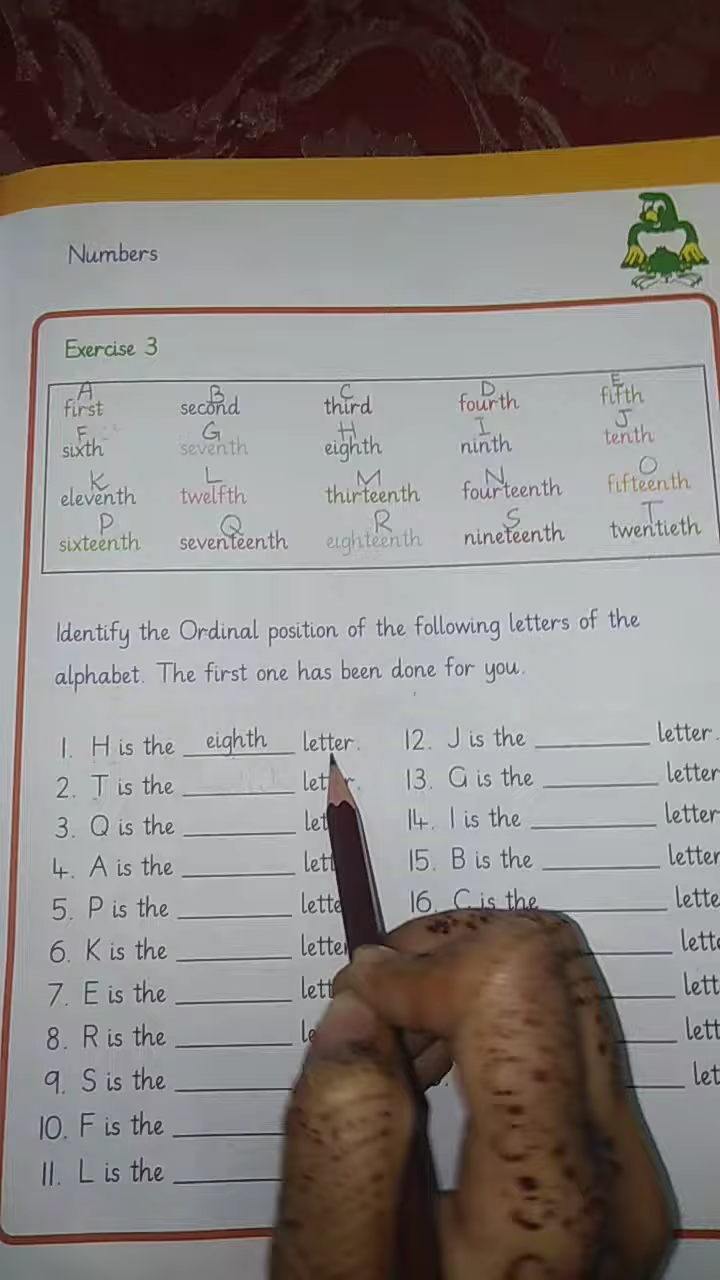 Numbers
Exercise 3
A B C D E
first second third fourth fifth
F G H I J
sixth seventh eighth ninth tenth
K L M N O
eleventh twelfth thirteenth fourteenth fifteenth
P Q R S T
sixteenth seventeenth eighteenth nineteenth twentieth
Identify the Ordinal position of the following letters of the
alphabet. The first one has been done for you.
1. H is the eighth letter.
2. T is the
3. Q is the
4. A is the
5. P is the
6. K is the
7. E is the
8. R is the
9. S is the
10. F is the
11. L is the
12. J is the letter.
13. G is the letter
14. I is the letter
15. B is the letter
16. C is the